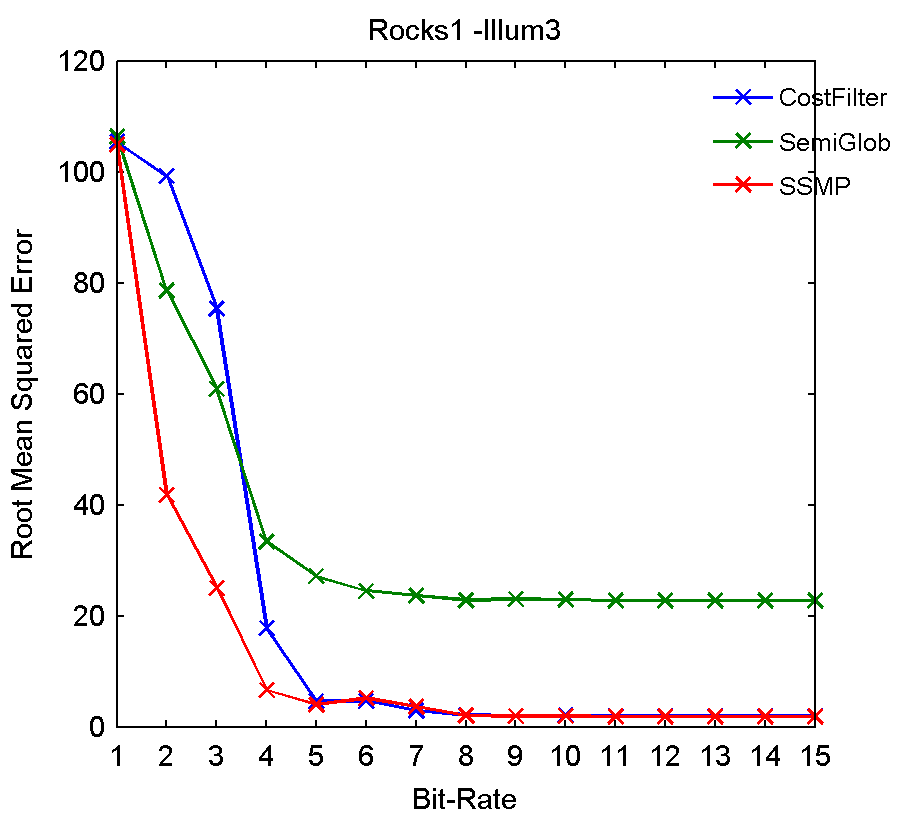 Rocks1 -Illum3
120
100
80
60
40
20
0
Root Mean Squared Error
CostFilter
SemiGlob
SSMP
1 2 3 4 5 6 7 8 9 10 11 12 13 14 15
Bit-Rate